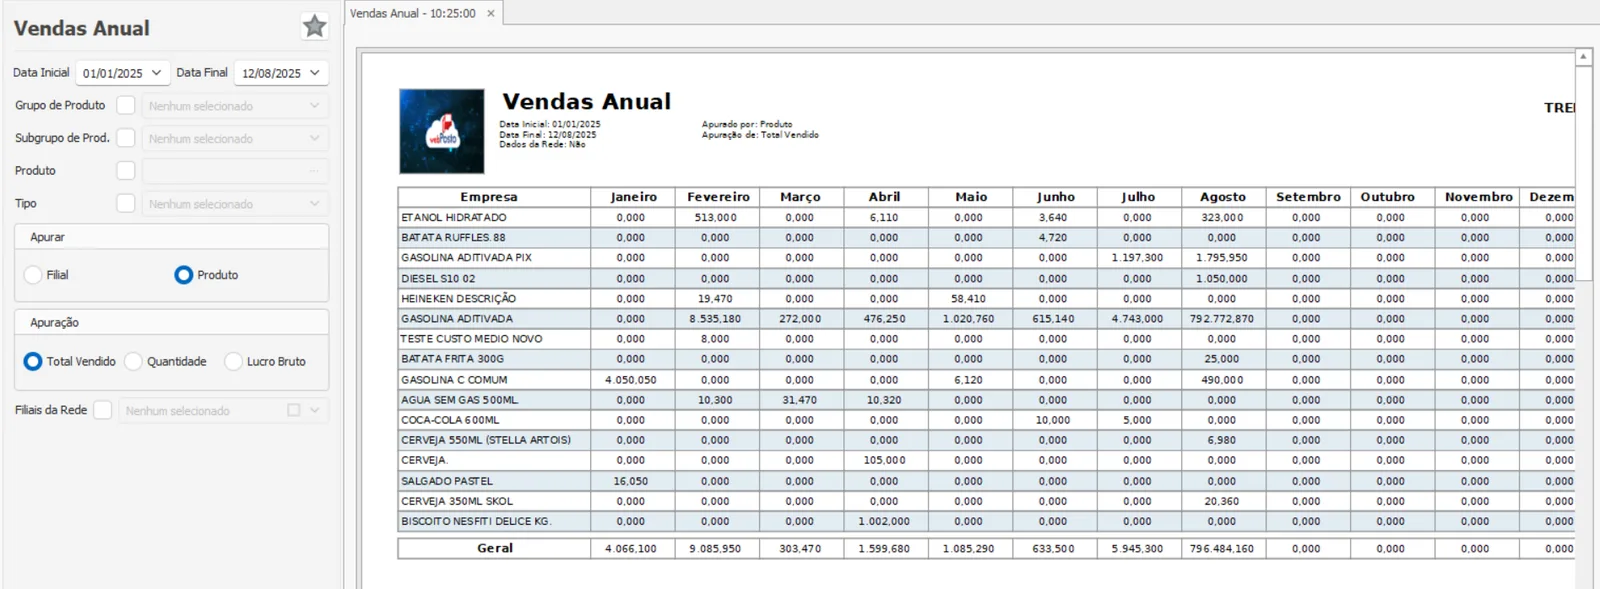 Vendas Anual
Data Inicial 01/01/2025 Data Final 12/08/2025
Grupo de Produto Nenhum selecionado
Subgrupo de Prod. Nenhum selecionado
Produto ...
Tipo Nenhum selecionado
Apurar
Filial Produto
Apuração
Total Vendido Quantidade Lucro Bruto
Filiais da Rede Nenhum selecionado
Vendas Anual - 10:25:00 ×
webPosto
Vendas Anual
TREI
Data Inicial: 01/01/2025 Apurado por: Produto
Data Final: 12/08/2025 Apuração de: Total Vendido
Dados da Rede: Não
Empresa Janeiro Fevereiro Março Abril Maio Junho Julho Agosto Setembro Outubro Novembro Dezem
ETANOL HIDRATADO 0,000 513,000 0,000 6,110 0,000 3,640 0,000 323,000 0,000 0,000 0,000 0,000
BATATA RUFFLES.88 0,000 0,000 0,000 0,000 0,000 4,720 0,000 0,000 0,000 0,000 0,000 0,000
GASOLINA ADITIVADA PIX 0,000 0,000 0,000 0,000 0,000 0,000 1.197,300 1.795,950 0,000 0,000 0,000 0,000
DIESEL S10 02 0,000 0,000 0,000 0,000 0,000 0,000 0,000 1.050,000 0,000 0,000 0,000 0,000
HEINEKEN DESCRIÇÃO 0,000 19,470 0,000 0,000 58,410 0,000 0,000 0,000 0,000 0,000 0,000 0,000
GASOLINA ADITIVADA 0,000 8.535,180 272,000 476,250 1.020,760 615,140 4.743,000 792.772,870 0,000 0,000 0,000 0,000
TESTE CUSTO MEDIO NOVO 0,000 8,000 0,000 0,000 0,000 0,000 0,000 0,000 0,000 0,000 0,000 0,000
BATATA FRITA 300G 0,000 0,000 0,000 0,000 0,000 0,000 0,000 25,000 0,000 0,000 0,000 0,000
GASOLINA C COMUM 4.050,050 0,000 0,000 0,000 6,120 0,000 0,000 490,000 0,000 0,000 0,000 0,000
AGUA SEM GAS 500ML. 0,000 10,300 31,470 10,320 0,000 0,000 0,000 0,000 0,000 0,000 0,000 0,000
COCA-COLA 600ML 0,000 0,000 0,000 0,000 0,000 10,000 5,000 0,000 0,000 0,000 0,000 0,000
CERVEJA 550ML (STELLA ARTOIS) 0,000 0,000 0,000 0,000 0,000 0,000 0,000 6,980 0,000 0,000 0,000 0,000
CERVEJA. 0,000 0,000 0,000 105,000 0,000 0,000 0,000 0,000 0,000 0,000 0,000 0,000
SALGADO PASTEL 16,050 0,000 0,000 0,000 0,000 0,000 0,000 0,000 0,000 0,000 0,000 0,000
CERVEJA 350ML SKOL 0,000 0,000 0,000 0,000 0,000 0,000 0,000 20,360 0,000 0,000 0,000 0,000
BISCOITO NESFITI DELICE KG. 0,000 0,000 0,000 1.002,000 0,000 0,000 0,000 0,000 0,000 0,000 0,000 0,000
Geral 4.066,100 9.085,950 303,470 1.599,680 1.085,290 633,500 5.945,300 796.484,160 0,000 0,000 0,000 0,000